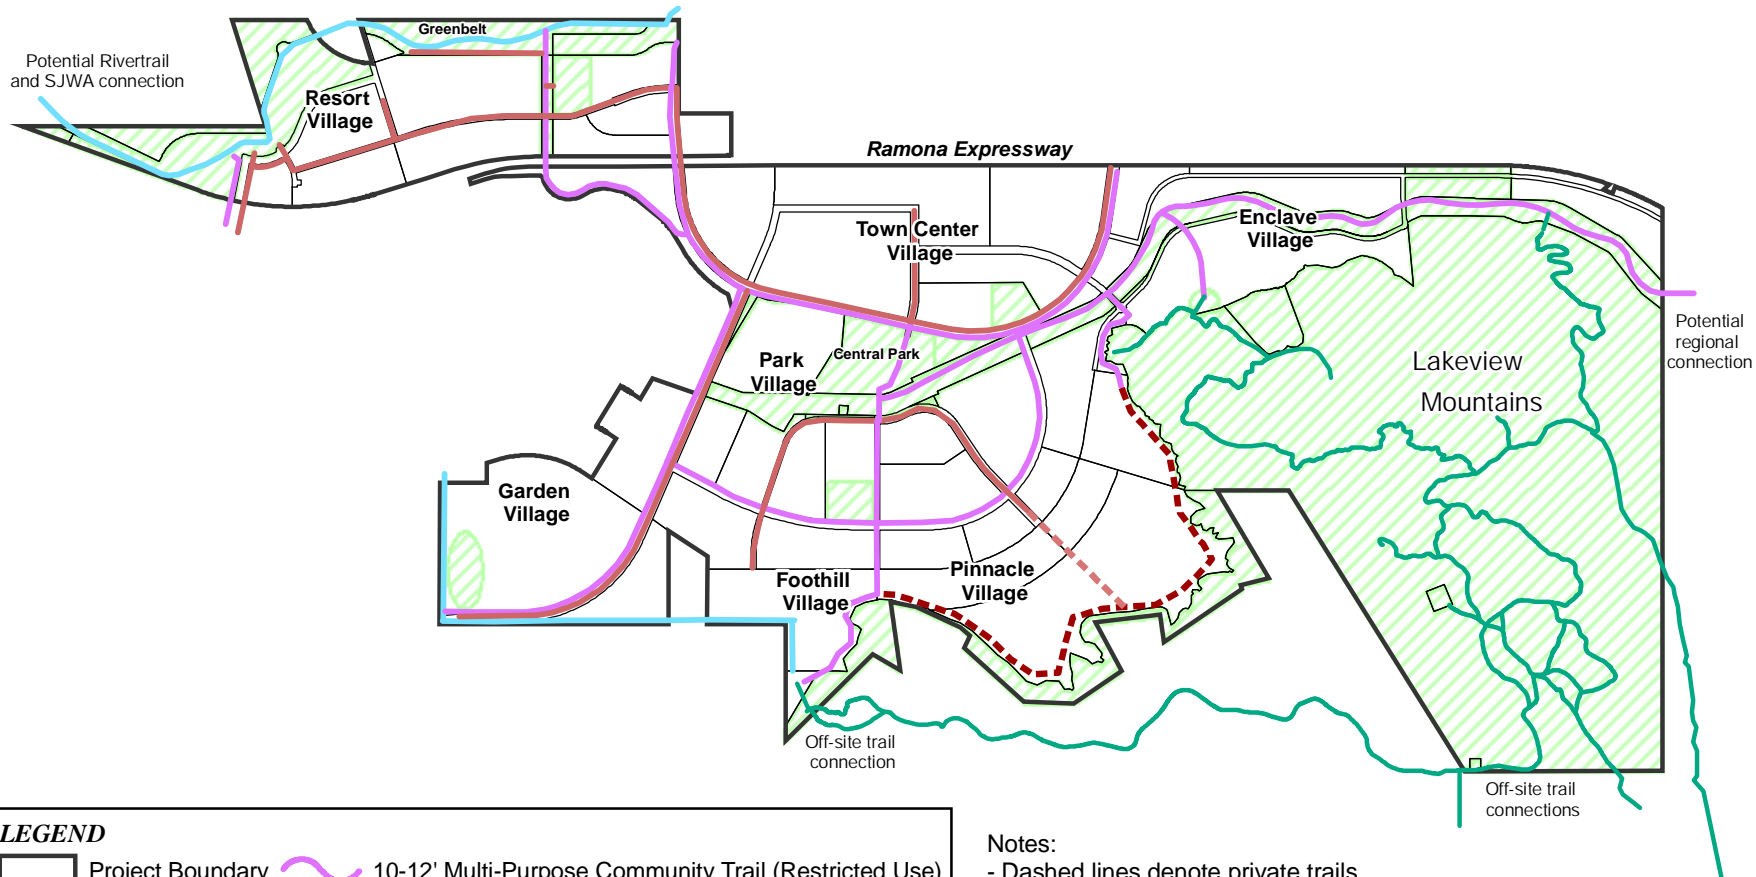 Greenbelt
Potential Rivertrail
and SJWA connection
Resort
Village
Ramona Expressway
Town Center
Village
Enclave
Village
Potential
regional
connection
Park
Village
Central Park
Lakeview
Mountains
Garden
Village
Foothill
Village
Pinnacle
Village
Off-site trail
connection
Off-site trail
connections
LEGEND
Project Boundary
10-12' Multi-Purpose Community Trail (Restricted Use)
Notes:
- Dashed lines denote private trails